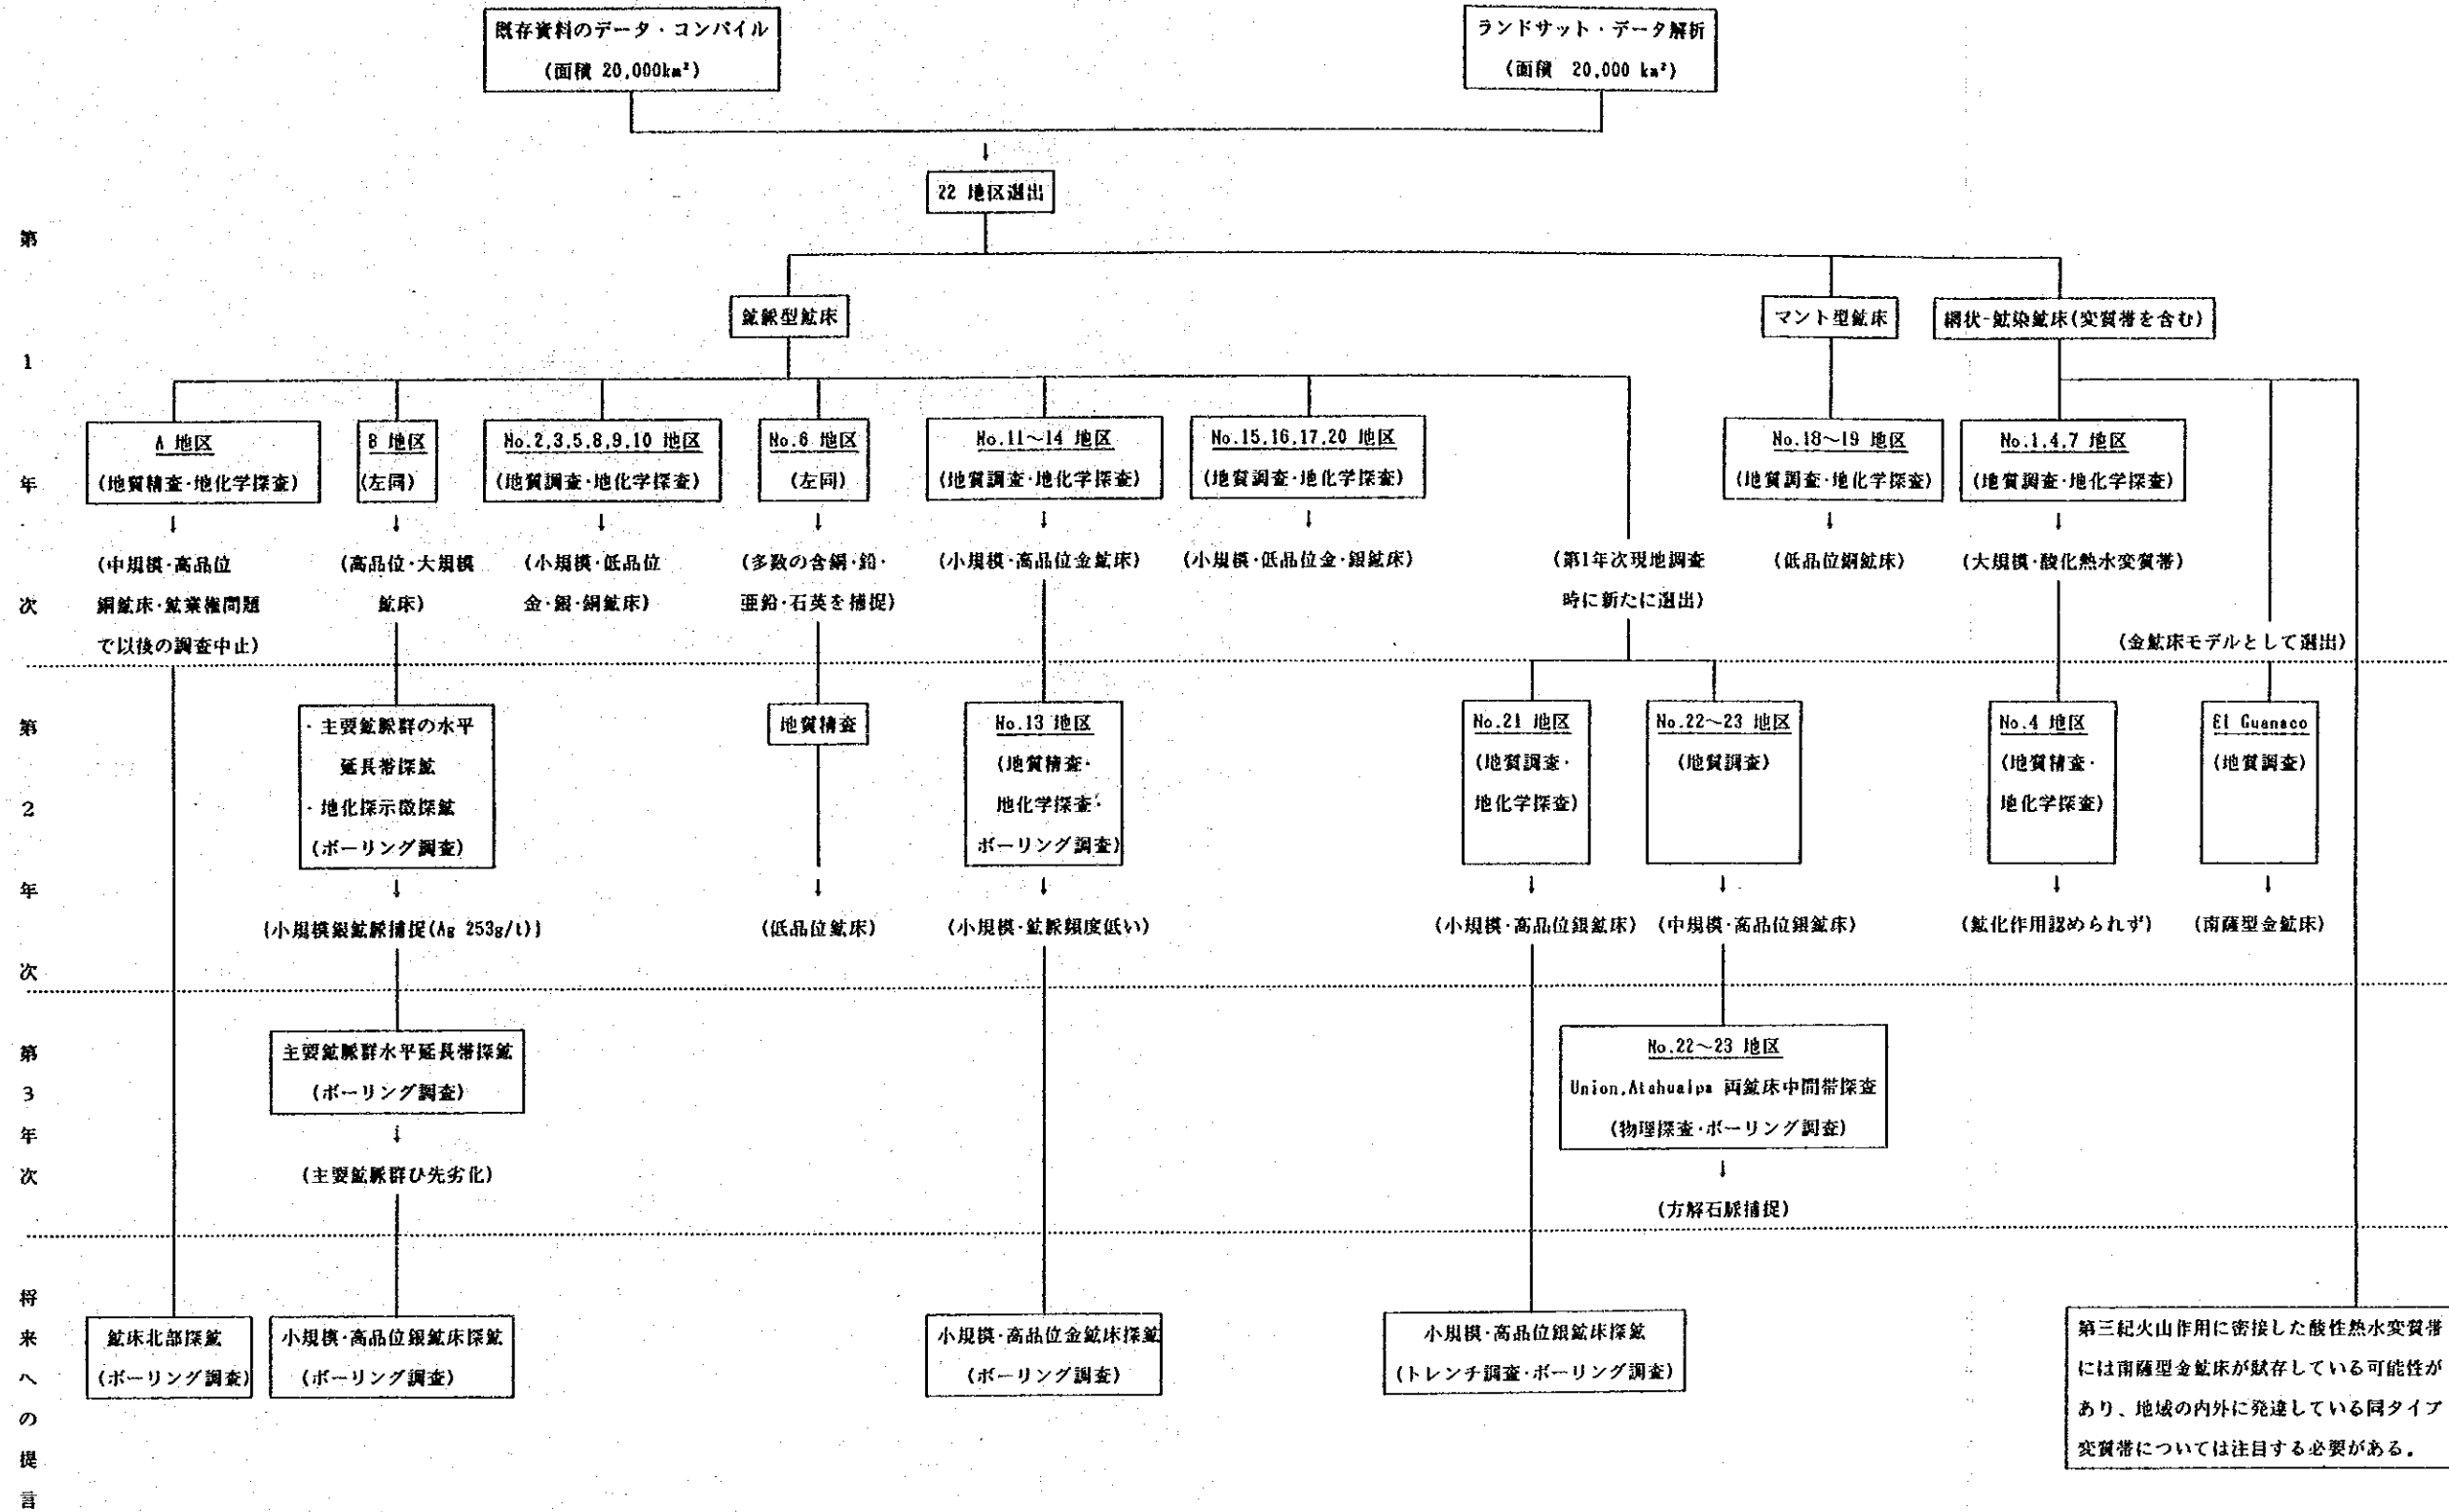 既存資料のデータ・コンパイル
(面積 20,000km²)
ランドサット・データ解析
(面積 20,000 km²)
22 地区選出
第
1
年
次
鉱脈型鉱床
マント型鉱床
網状-鉱染鉱床(変質帯を含む)
A 地区
(地質精査・地化学探査)
B 地区
(左同)
No.2,3,5,8,9,10 地区
(地質調査・地化学探査)
No.6 地区
(左同)
No.11～14 地区
(地質調査・地化学探査)
No.15,16,17,20 地区
(地質調査・地化学探査)
No.18～19 地区
(地質調査・地化学探査)
No.1,4,7 地区
(地質調査・地化学探査)
(中規模・高品位
銅鉱床・鉱業権問題
で以後の調査中止)
(高品位・大規模
鉱床)
(小規模・低品位
金・銀・銅鉱床)
(多数の含銅・鉛・
亜鉛・石英を捕捉)
(小規模・高品位金鉱床)
(小規模・低品位金・銀鉱床)
(第1年次現地調査
時に新たに選出)
(低品位銅鉱床)
(大規模・酸化熱水変質帯)
(金鉱床モデルとして選出)
第
2
年
次
・主要鉱脈群の水平
延長帯探鉱
・地化探示徴探鉱
(ボーリング調査)
地質精査
No.13 地区
(地質精査・
地化学探査・
ボーリング調査)
No.21 地区
(地質調査・
地化学探査)
No.22～23 地区
(地質調査)
No.4 地区
(地質精査・
地化学探査)
El Guanaco
(地質調査)
{小規模銀鉱脈捕捉(Ag 253g/t)}
(低品位鉱床)
(小規模・鉱脈頻度低い)
(小規模・高品位銀鉱床)
(中規模・高品位銀鉱床)
(鉱化作用認められず)
(南薩型金鉱床)
第
3
年
次
主要鉱脈群水平延長帯探鉱
(ボーリング調査)
No.22～23 地区
Union,Atahualpa 両鉱床中間帯探査
(物理探査・ボーリング調査)
(主要鉱脈群ひ先劣化)
(方解石脈捕捉)
将
来
へ
の
提
言
鉱床北部探鉱
(ボーリング調査)
小規模・高品位銀鉱床探鉱
(ボーリング調査)
小規模・高品位金鉱床探鉱
(ボーリング調査)
小規模・高品位銀鉱床探鉱
(トレンチ調査・ボーリング調査)
第三紀火山作用に密接した酸性熱水変質帯
には南薩型金鉱床が賦存している可能性が
あり、地域の内外に発達している同タイプ
変質帯については注目する必要がある。